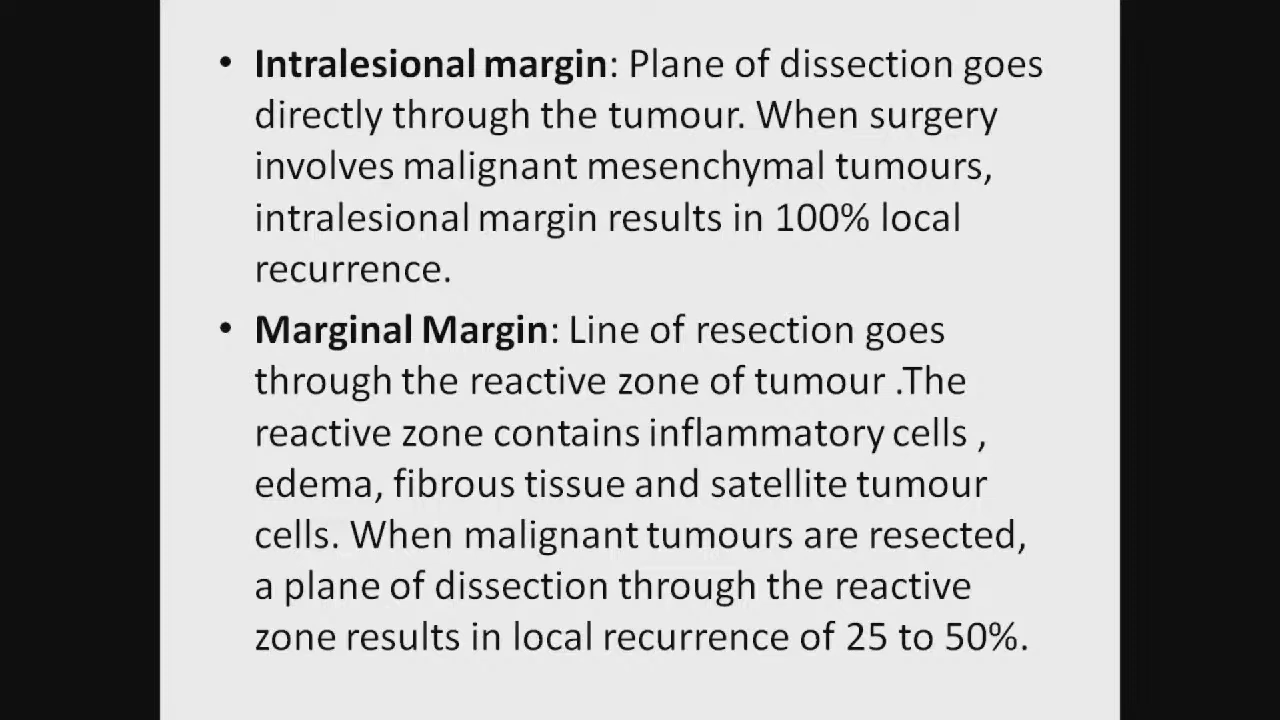 • Intralesional margin: Plane of dissection goes
directly through the tumour. When surgery
involves malignant mesenchymal tumours,
intralesional margin results in 100% local
recurrence.
• Marginal Margin: Line of resection goes
through the reactive zone of tumour .The
reactive zone contains inflammatory cells ,
edema, fibrous tissue and satellite tumour
cells. When malignant tumours are resected,
a plane of dissection through the reactive
zone results in local recurrence of 25 to 50%.